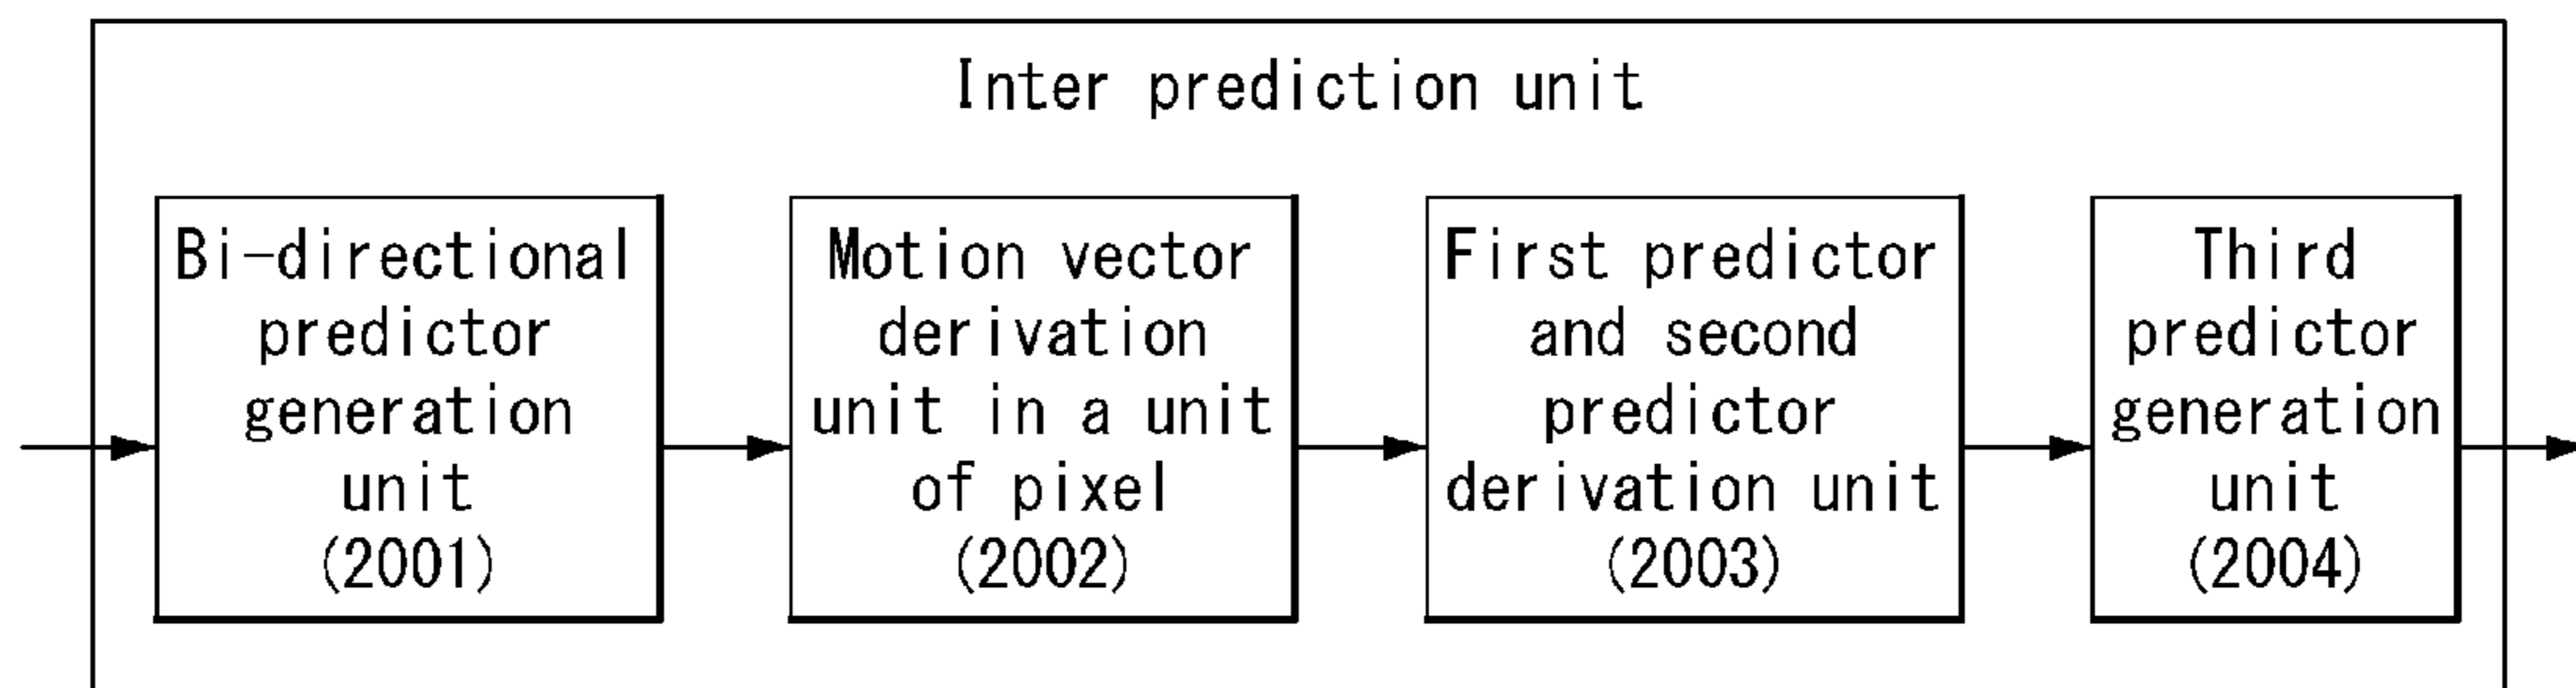 Inter prediction unit
Bi-directional
predictor
generation
unit
(2001)
Motion vector
derivation
unit in a unit
of pixel
(2002)
First predictor
and second
predictor
derivation unit
(2003)
Third
predictor
generation
unit
(2004)